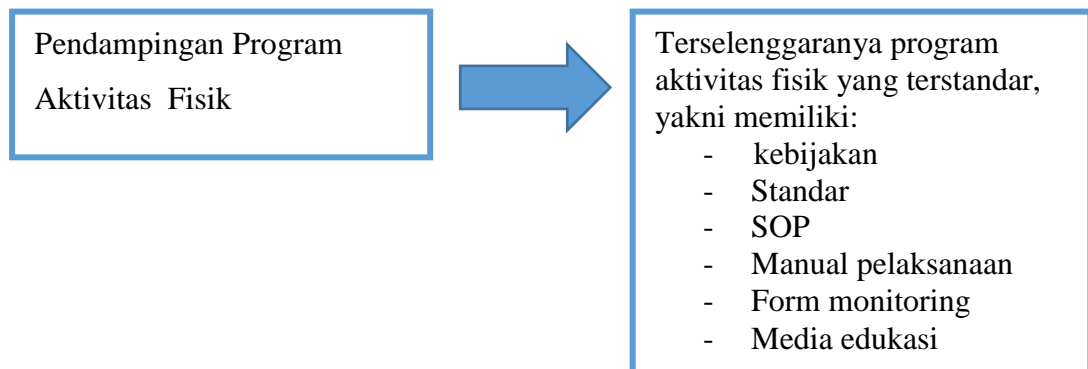 Pendampingan Program
Aktivitas Fisik
Terselenggaranya program
aktivitas fisik yang terstandar,
yakni memiliki:
- kebijakan
- Standar
- SOP
- Manual pelaksanaan
- Form monitoring
- Media edukasi